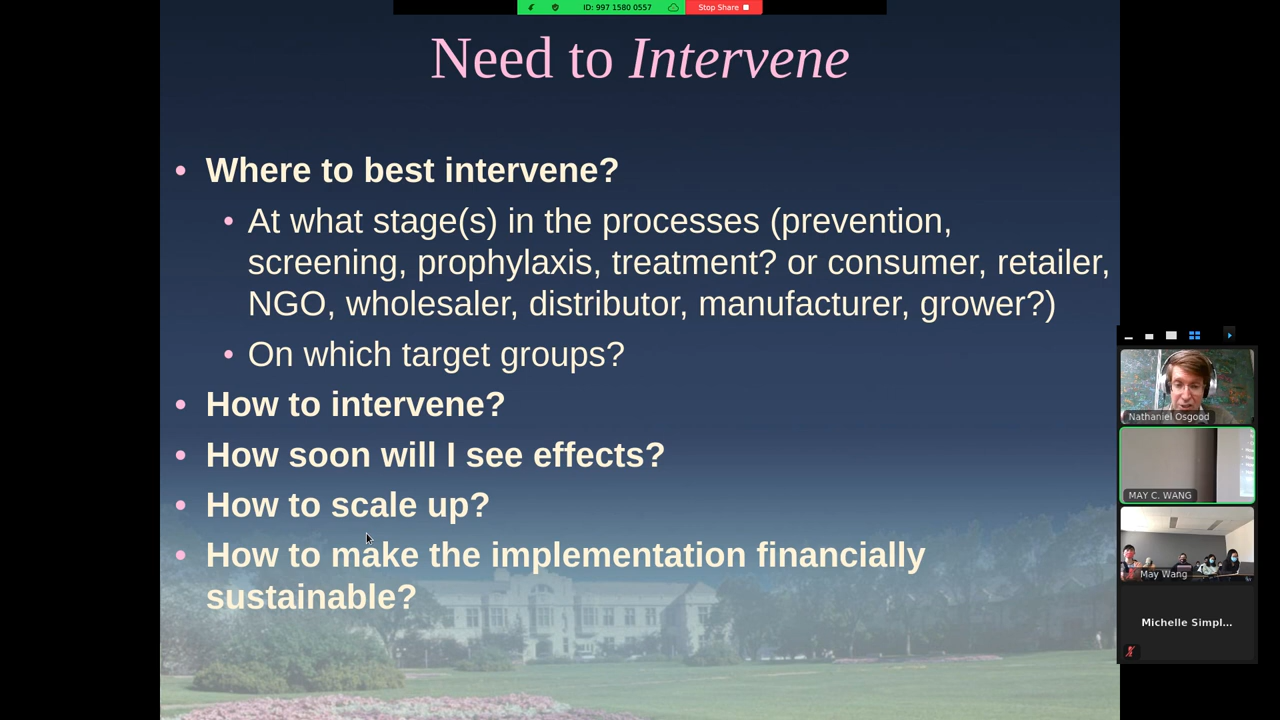 ID: 997 1580 0557
Stop Share
Need to Intervene
• Where to best intervene?
• At what stage(s) in the processes (prevention,
screening, prophylaxis, treatment? or consumer, retailer,
NGO, wholesaler, distributor, manufacturer, grower?)
• On which target groups?
• How to intervene?
• How soon will I see effects?
• How to scale up?
• How to make the implementation financially
sustainable?
Nathaniel Osgood
MAY C. WANG
May Wang
Michelle Simpl...